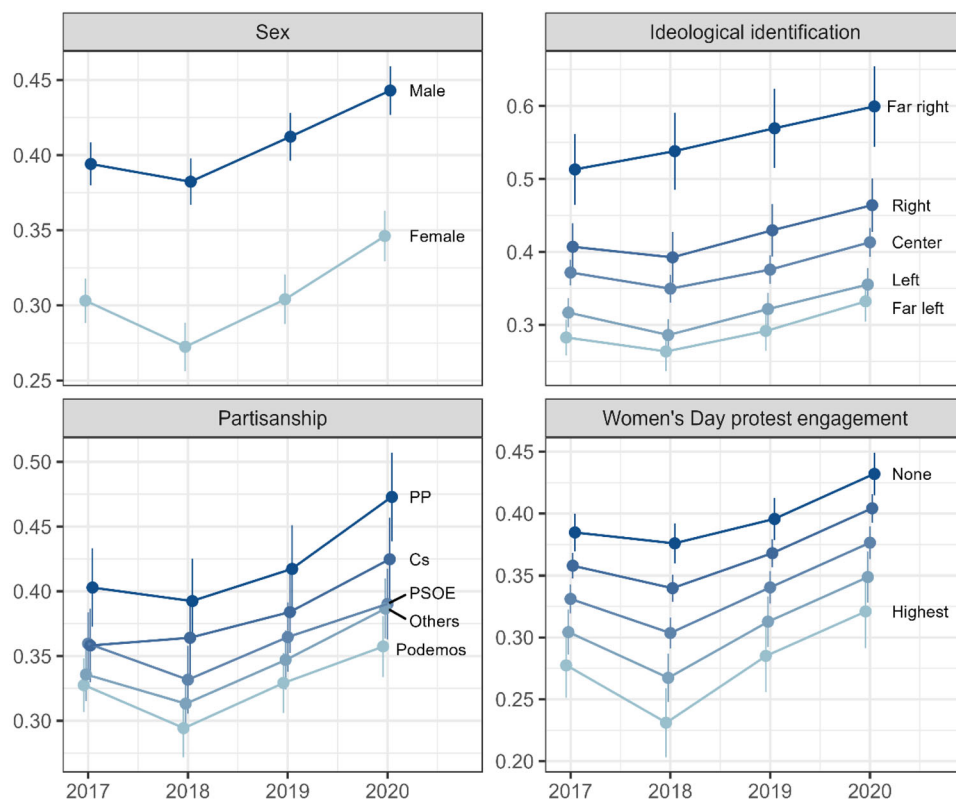 Sex
0.45
0.40
0.35
0.30
0.25
Male
Female
Ideological identification
0.6
0.5
0.4
0.3
Far right
Right
Center
Left
Far left
Partisanship
0.50
0.45
0.40
0.35
0.30
PP
Cs
PSOE
Others
Podemos
2017 2018 2019 2020
Women's Day protest engagement
0.45
0.40
0.35
0.30
0.25
0.20
None
Highest
2017 2018 2019 2020